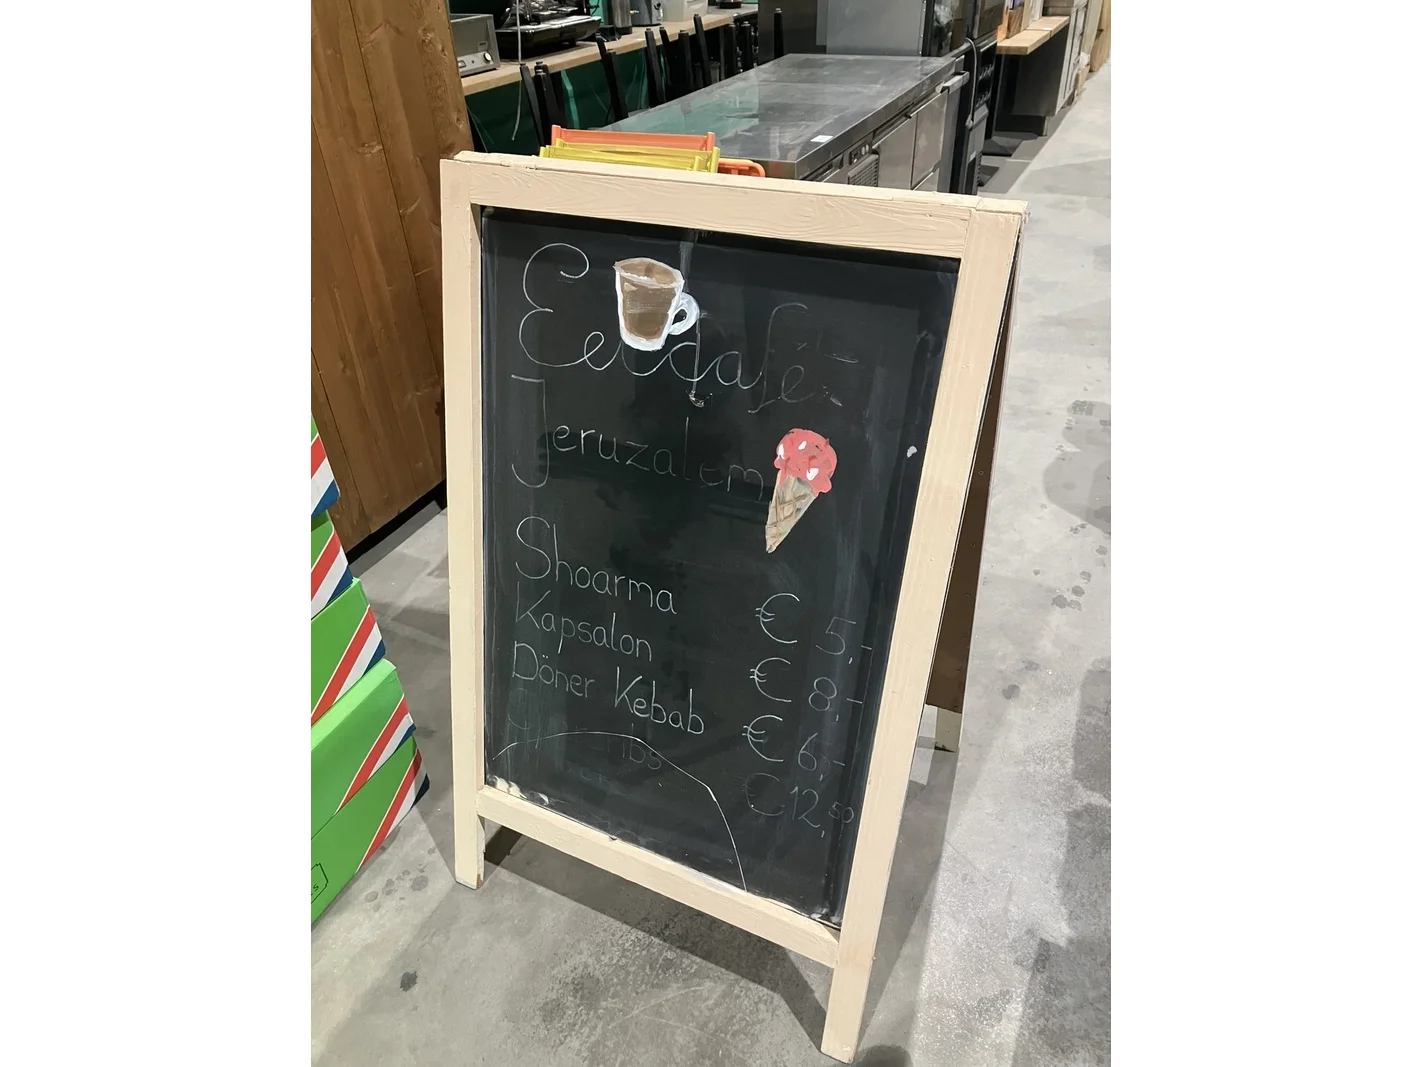 Eetcafé
Jeruzalem
Shoarma € 5,-
Kapsalon € 8,-
Döner Kebab € 6,-
€ 12,50